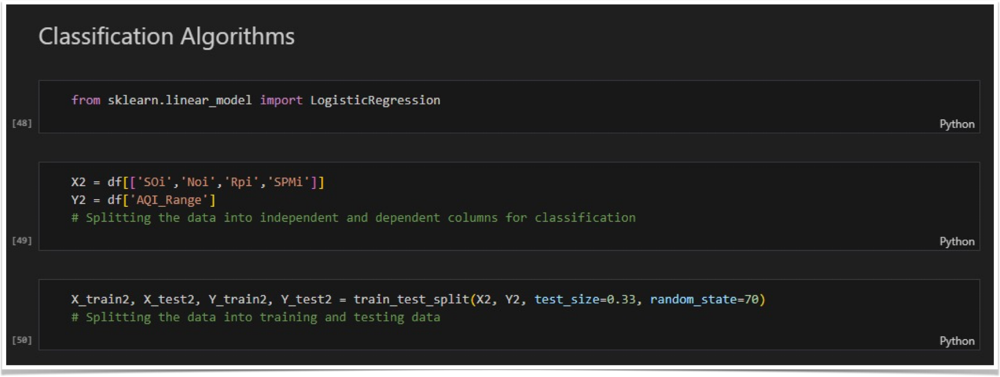 Classification Algorithms
from sklearn.linear_model import LogisticRegression
[48]
Python
X2 = df[['SOi','Noi','Rpi','SPMi']]
Y2 = df['AQI_Range']
# Splitting the data into independent and dependent columns for classification
[49]
Python
X_train2, X_test2, Y_train2, Y_test2 = train_test_split(X2, Y2, test_size=0.33, random_state=70)
# Splitting the data into training and testing data
[50]
Python